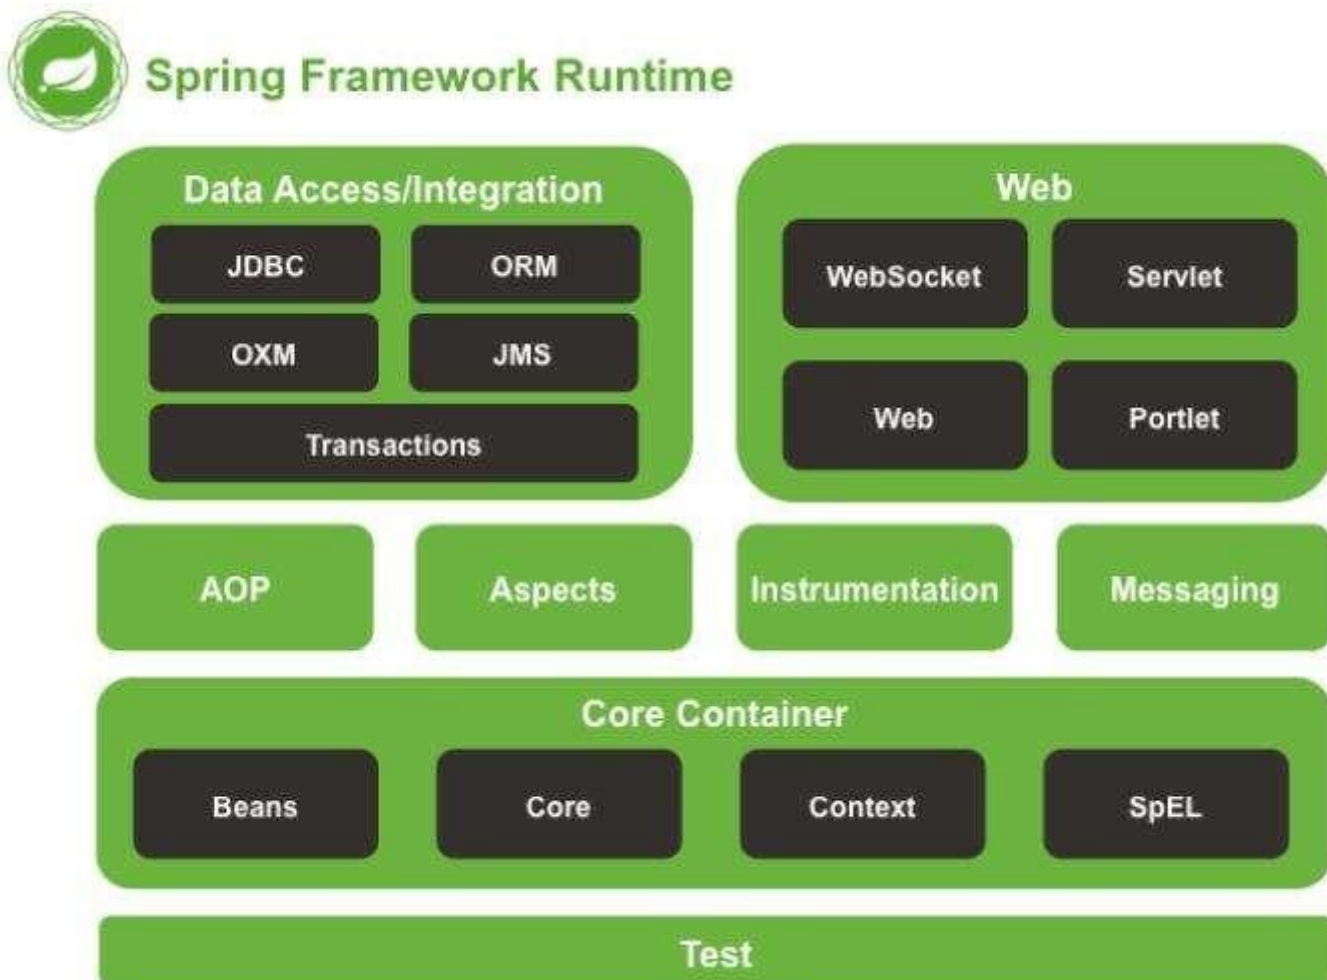 Spring Framework Runtime
Data Access/Integration
JDBC ORM
OXM JMS
Transactions
Web
WebSocket Servlet
Web Portlet
AOP Aspects Instrumentation Messaging
Core Container
Beans Core Context SpEL
Test